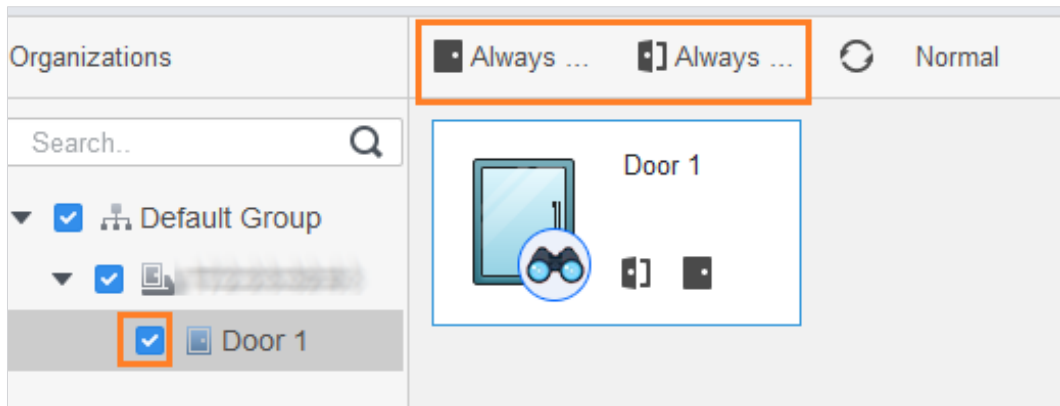 Organizations
Always ... Always ... Normal
Search..
Door 1
Default Group
Door 1